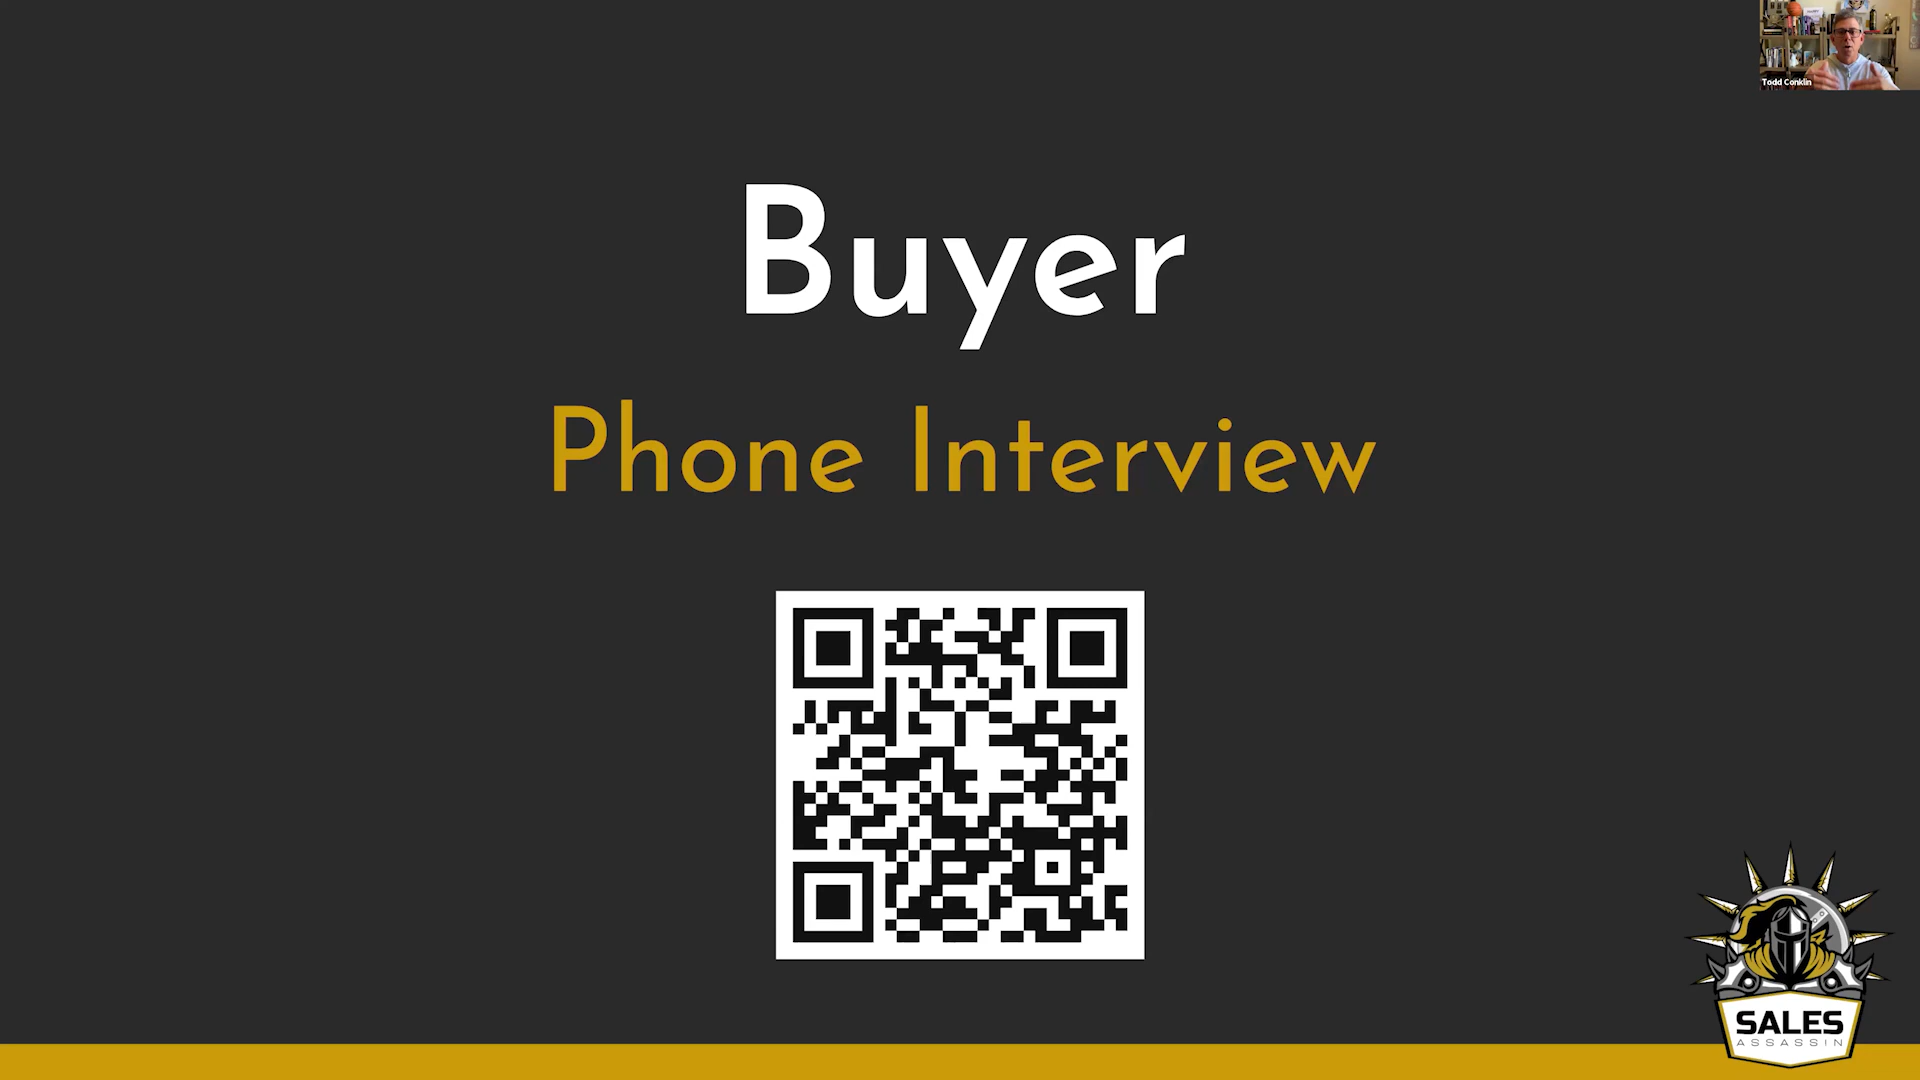 Todd Conklin
Buyer
Phone Interview
SALES
ASSASSIN